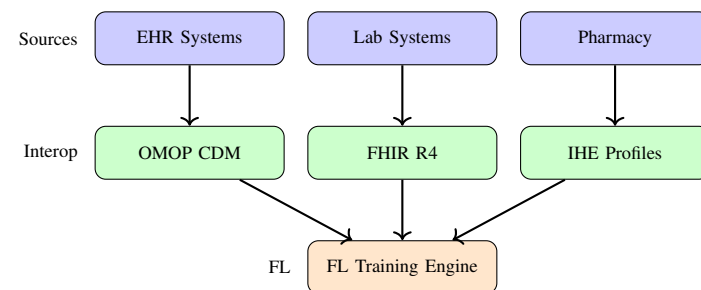 Sources EHR Systems Lab Systems Pharmacy
Interop OMOP CDM FHIR R4 IHE Profiles
FL FL Training Engine